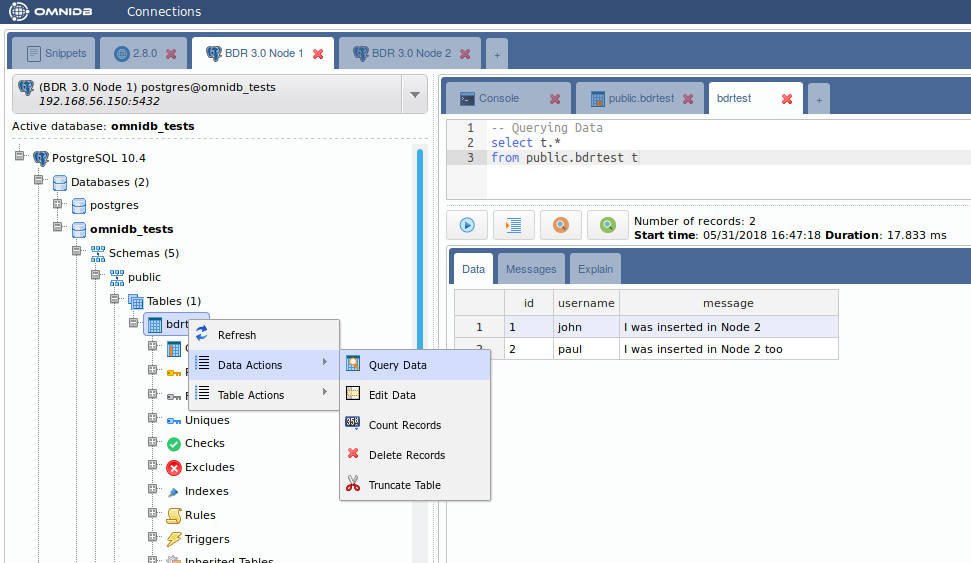 OMNIDB Connections
Snippets 2.8.0 BDR 3.0 Node 1 BDR 3.0 Node 2 +
(BDR 3.0 Node 1) postgres@omnidb_tests
192.168.56.150:5432
Active database: omnidb_tests
PostgreSQL 10.4
Databases (2)
postgres
omnidb_tests
Schemas (5)
public
Tables (1)
Uniques
Checks
Excludes
Indexes
Rules
Triggers
Inherited Tables
Refresh
Data Actions
Table Actions
Query Data
Edit Data
Count Records
Delete Records
Truncate Table
Console public.bdrtest bdrtest +
1 -- Querying Data
2 select t.*
3 from public.bdrtest t
Number of records: 2
Start time: 05/31/2018 16:47:18 Duration: 17.833 ms
Data Messages Explain
id username message
1 1 john I was inserted in Node 2
2 2 paul I was inserted in Node 2 too